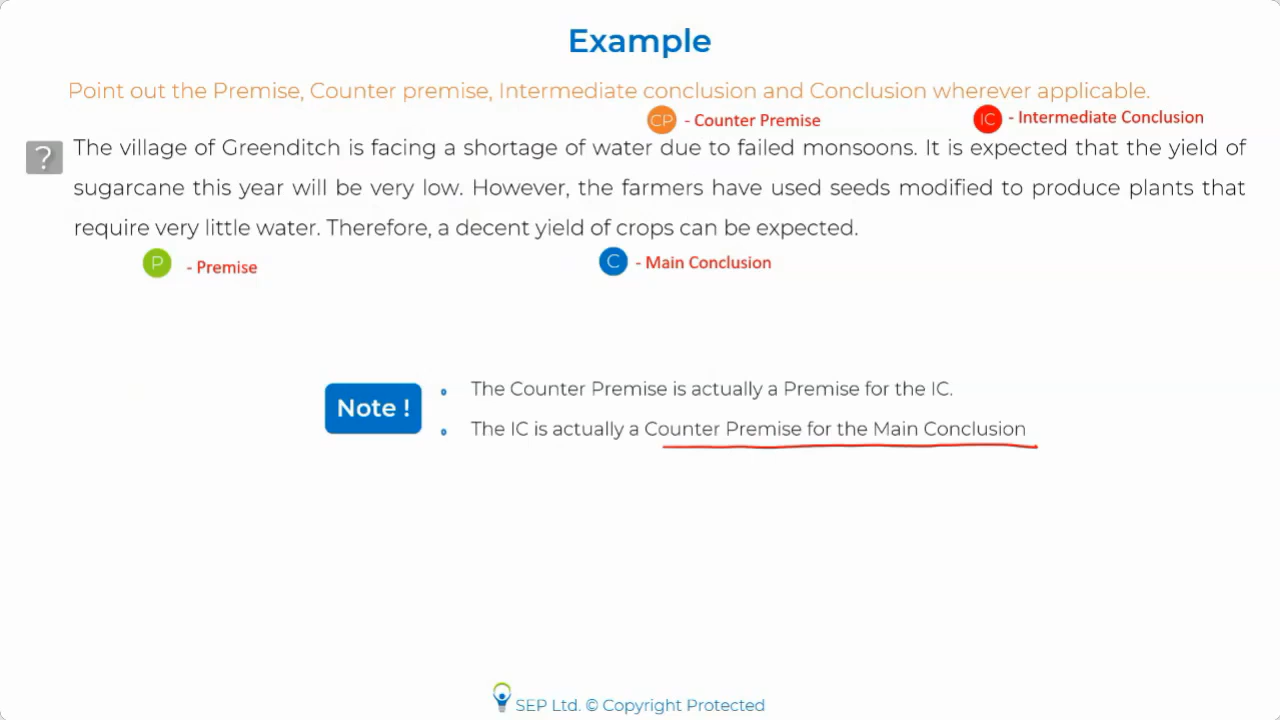 Example
Point out the Premise, Counter premise, Intermediate conclusion and Conclusion wherever applicable.
CP - Counter Premise
IC - Intermediate Conclusion
? The village of Greenditch is facing a shortage of water due to failed monsoons. It is expected that the yield of
sugarcane this year will be very low. However, the farmers have used seeds modified to produce plants that
require very little water. Therefore, a decent yield of crops can be expected.
P - Premise
C - Main Conclusion
Note !
• The Counter Premise is actually a Premise for the IC.
• The IC is actually a Counter Premise for the Main Conclusion
SEP Ltd. © Copyright Protected